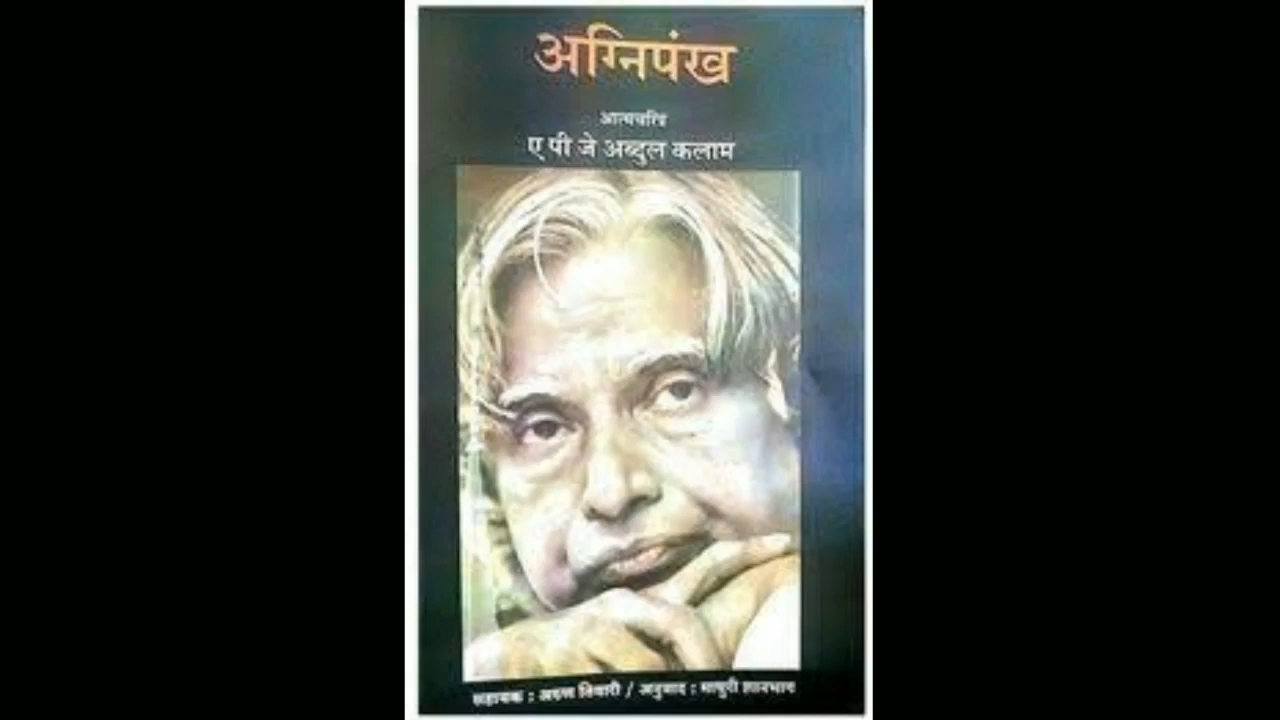 अग्निपंख
आत्मचरित्र
ए पी जे अब्दुल कलाम
सहायक : अरुण तिवारी / अनुवाद : माधुरी शानभाग